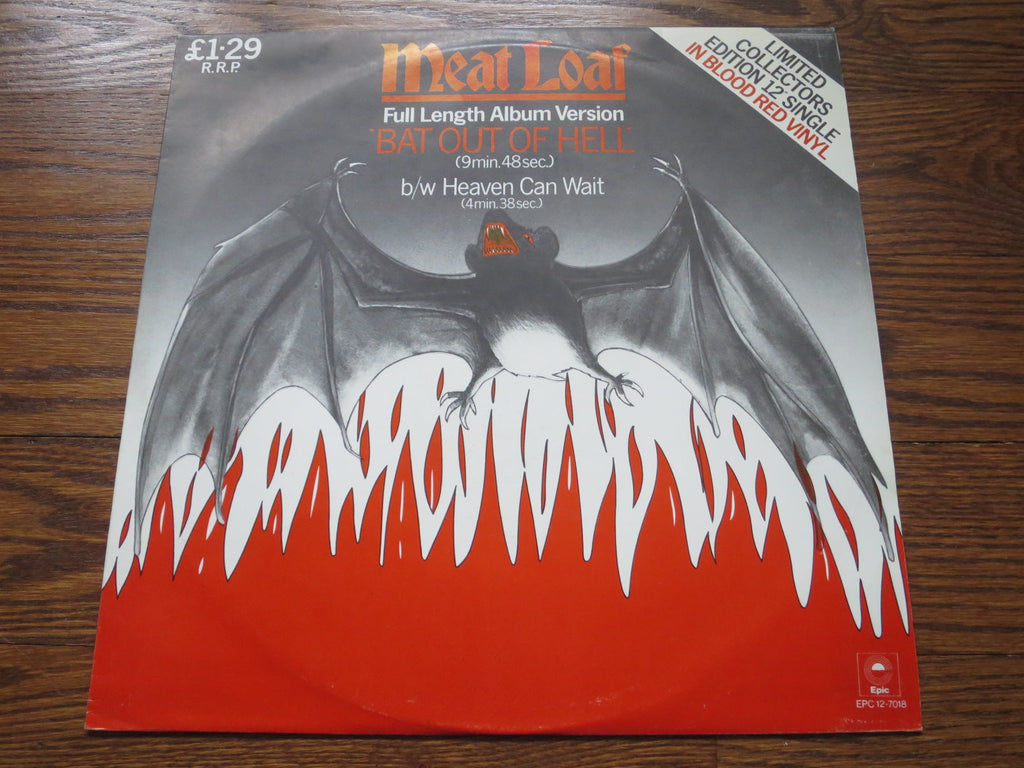 £1·29
R.R.P.
Meat Loaf
Full Length Album Version
'BAT OUT OF HELL'
(9min.48sec.)
b/w Heaven Can Wait
(4min.38sec.)
LIMITED
COLLECTORS
EDITION 12" SINGLE
IN BLOOD RED VINYL
Epic
EPC 12-7018